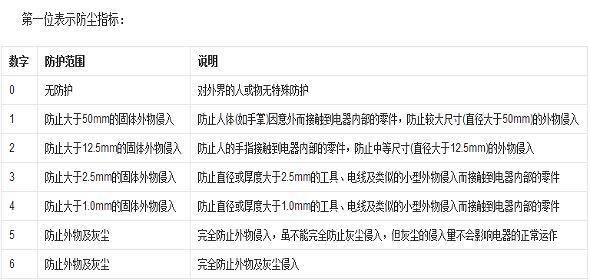 第一位表示防尘指标：
数字 防护范围 说明
0 无防护 对外界的人或物无特殊防护
1 防止大于50mm的固体外物侵入 防止人体(如手掌)因意外而接触到电器内部的零件，防止较大尺寸(直径大于50mm)的外物侵入
2 防止大于12.5mm的固体外物侵入 防止人的手指接触到电器内部的零件，防止中等尺寸(直径大于12.5mm)的外物侵入
3 防止大于2.5mm的固体外物侵入 防止直径或厚度大于2.5mm的工具、电线及类似的小型外物侵入而接触到电器内部的零件
4 防止大于1.0mm的固体外物侵入 防止直径或厚度大于1.0mm的工具、电线及类似的小型外物侵入而接触到电器内部的零件
5 防止外物及灰尘 完全防止外物侵入，虽不能完全防止灰尘侵入，但灰尘的侵入量不会影响电器的正常运作
6 防止外物及灰尘 完全防止外物及灰尘侵入